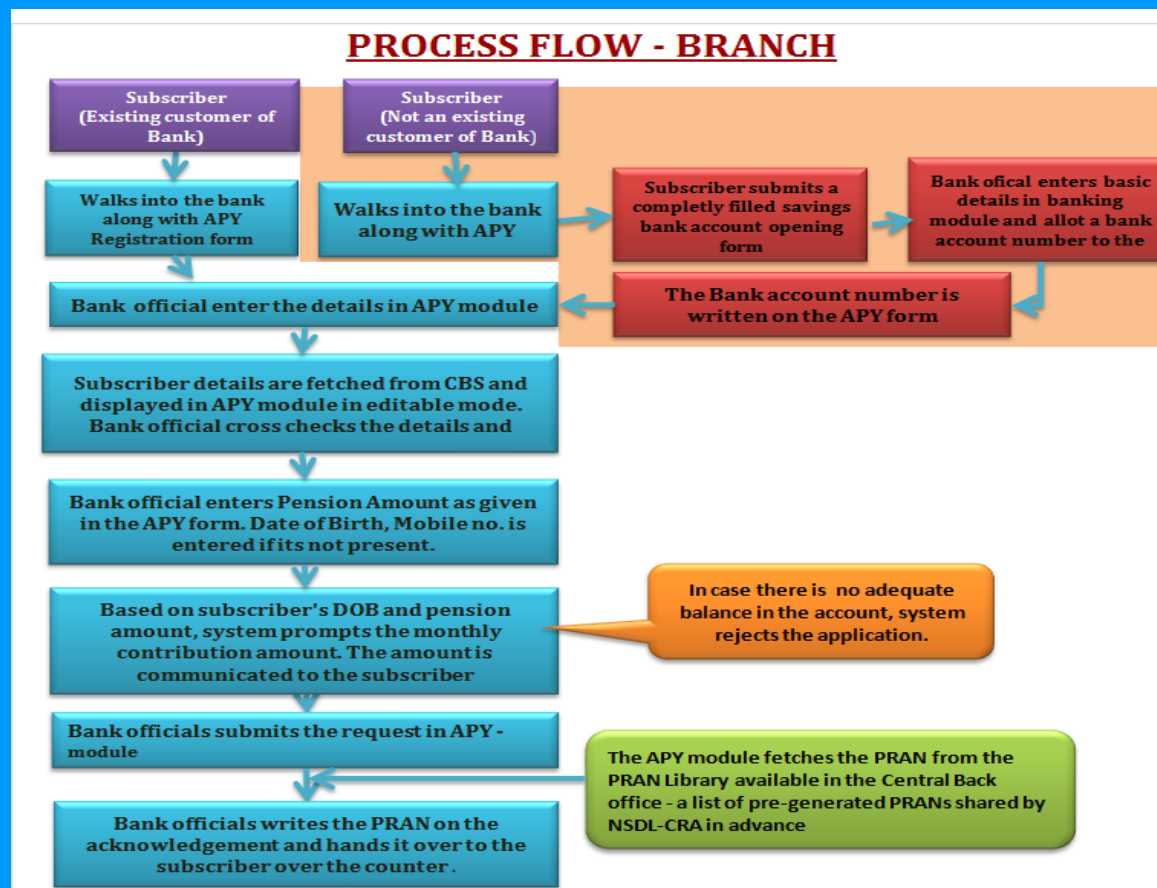 PROCESS FLOW - BRANCH
Subscriber
(Existing customer of
Bank)
Subscriber
(Not an existing
customer of Bank)
Walks into the bank
along with APY
Registration form
Walks into the bank
along with APY
Subscriber submits a
completly filled savings
bank account opening
form
Bank offical enters basic
details in banking
module and allot a bank
account number to the
The Bank account number is
written on the APY form
Bank official enter the details in APY module
Subscriber details are fetched from CBS and
displayed in APY module in editable mode.
Bank official cross checks the details and
Bank official enters Pension Amount as given
in the APY form. Date of Birth, Mobile no. is
entered if its not present.
Based on subscriber's DOB and pension
amount, system prompts the monthly
contribution amount. The amount is
communicated to the subscriber
In case there is no adequate
balance in the account, system
rejects the application.
Bank officials submits the request in APY -
module
The APY module fetches the PRAN from the
PRAN Library available in the Central Back
office - a list of pre-generated PRANs shared by
NSDL-CRA in advance
Bank officials writes the PRAN on the
acknowledgement and hands it over to the
subscriber over the counter .